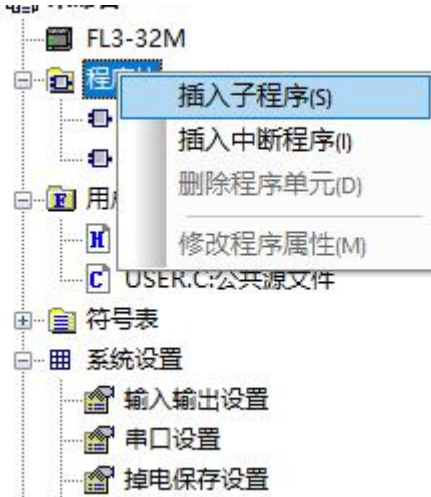 FL3-32M
程
插入子程序(S)
插入中断程序(I)
用
删除程序单元(D)
H
修改程序属性(M)
C USER.C:公共源文件
符号表
系统设置
输入输出设置
串口设置
掉电保存设置